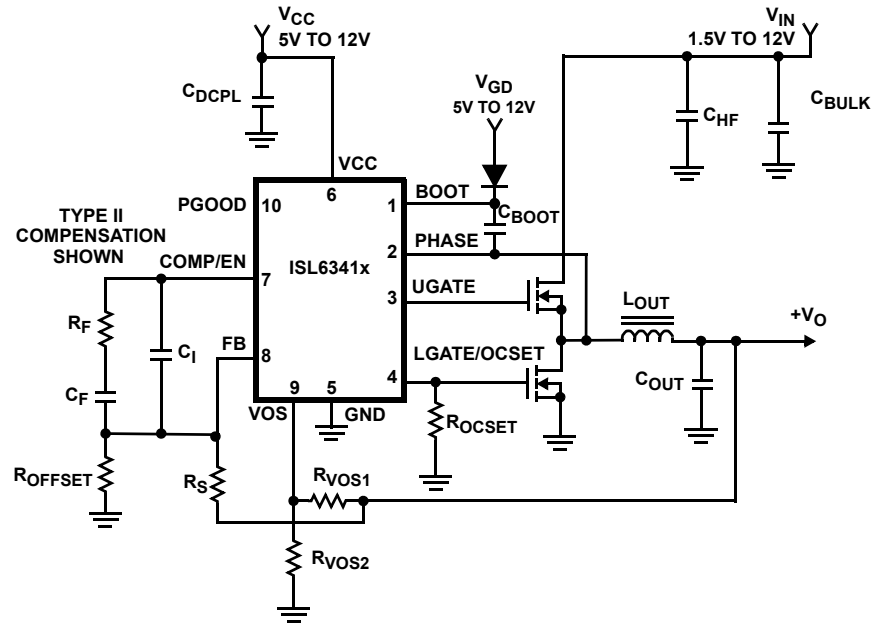 VCC
5V TO 12V
VIN
1.5V TO 12V
CDCPL
VGD
5V TO 12V
CHF
CBULK
VCC
6
BOOT
1
CBOOT
PGOOD
10
TYPE II
COMPENSATION
SHOWN
PHASE
2
COMP/EN
7
ISL6341x
UGATE
3
LOUT
+VO
RF
CI
FB
8
LGATE/OCSET
4
COUT
CF
9
5
VOS
GND
ROCSET
ROFFSET
RS
RVOS1
RVOS2